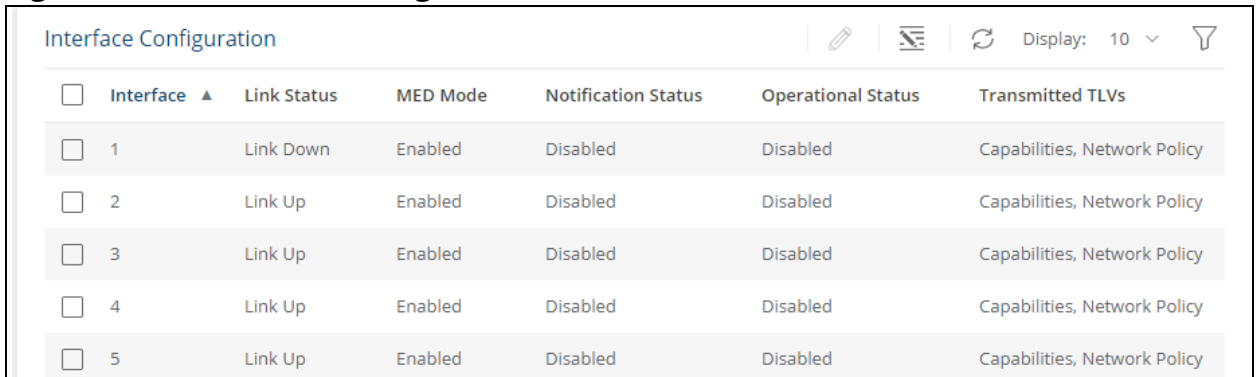 Interface Configuration Display: 10
Interface Link Status MED Mode Notification Status Operational Status Transmitted TLVs
1 Link Down Enabled Disabled Disabled Capabilities, Network Policy
2 Link Up Enabled Disabled Disabled Capabilities, Network Policy
3 Link Up Enabled Disabled Disabled Capabilities, Network Policy
4 Link Up Enabled Disabled Disabled Capabilities, Network Policy
5 Link Up Enabled Disabled Disabled Capabilities, Network Policy